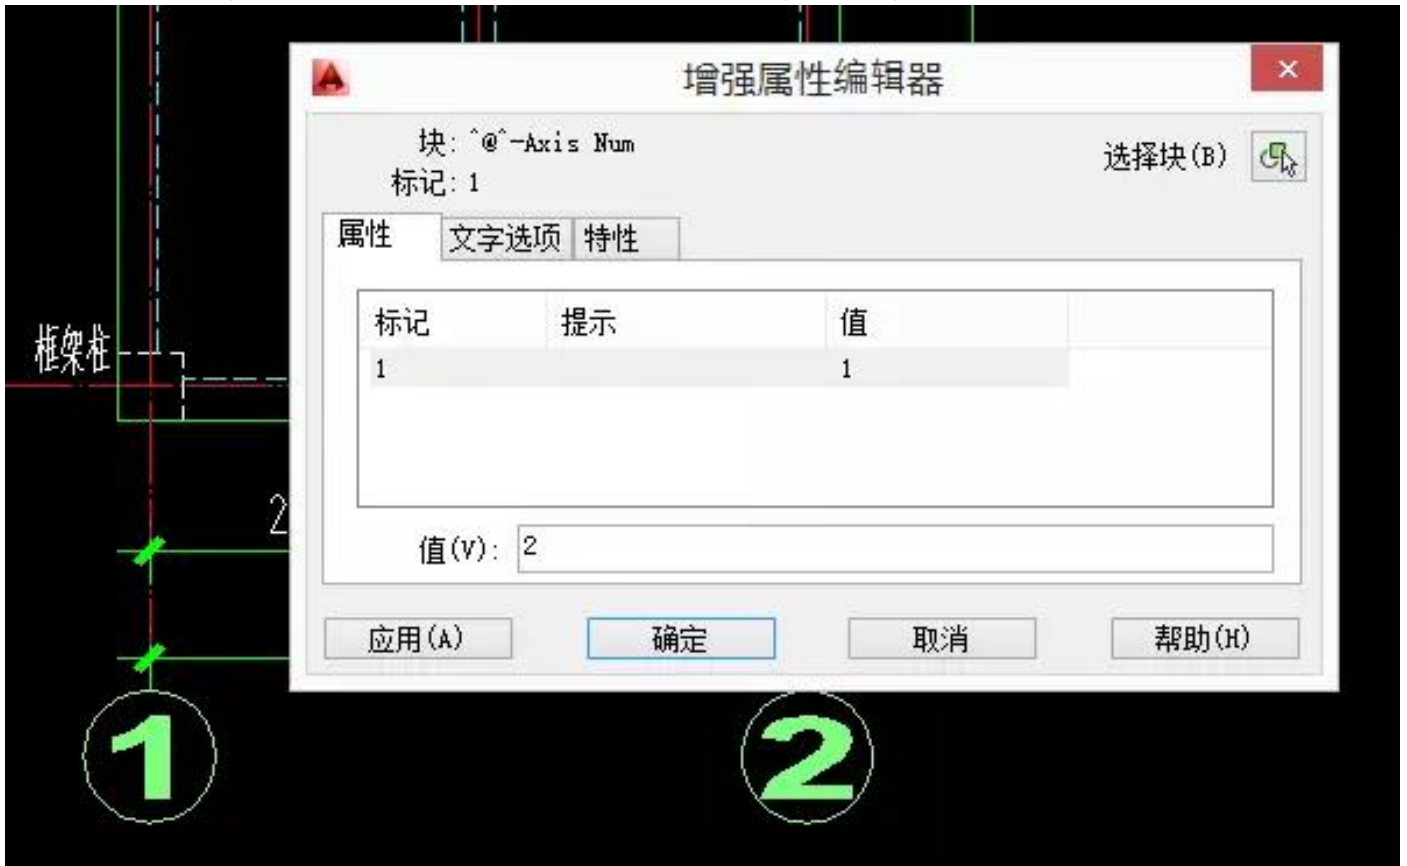 增强属性编辑器
块: ^@^-Axis Num
标记: 1
选择块(B)
属性 文字选项 特性
标记 提示 值
1 1
值(V): 2
应用(A) 确定 取消 帮助(H)
框架柱
2
1 2